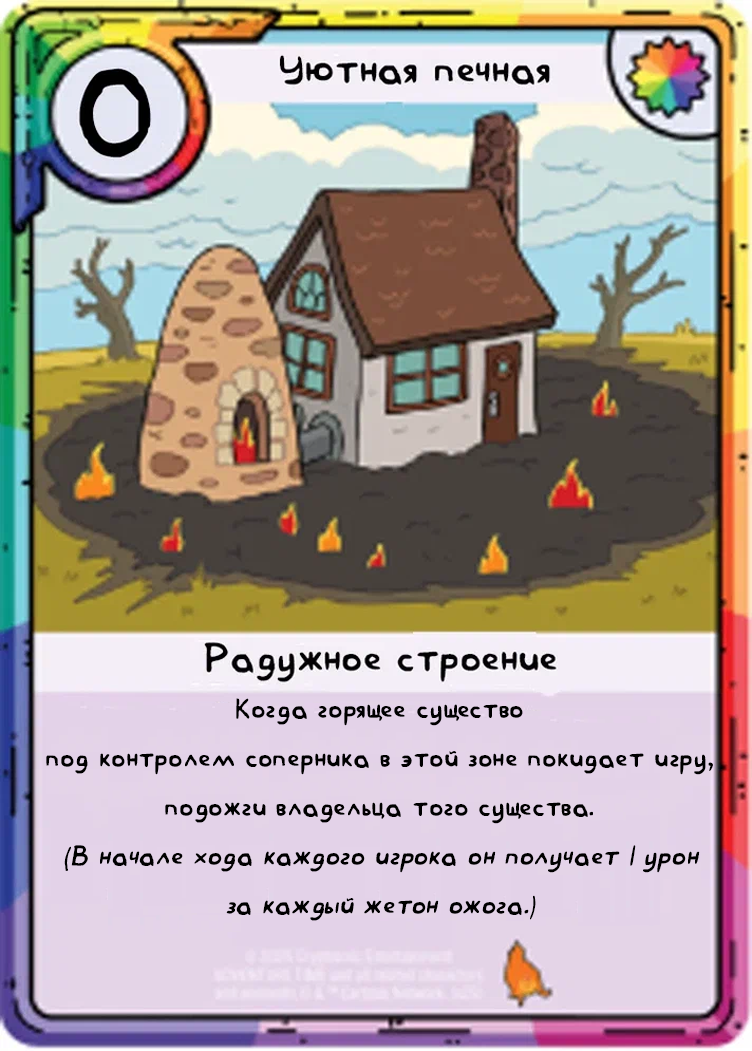 0
Уютная печная
Радужное строение
Когда горящее существо
под контролем соперника в этой зоне покидает игру,
подожги владельца того существа.
(В начале хода каждого игрока он получает 1 урон
за каждый жетон ожога.)